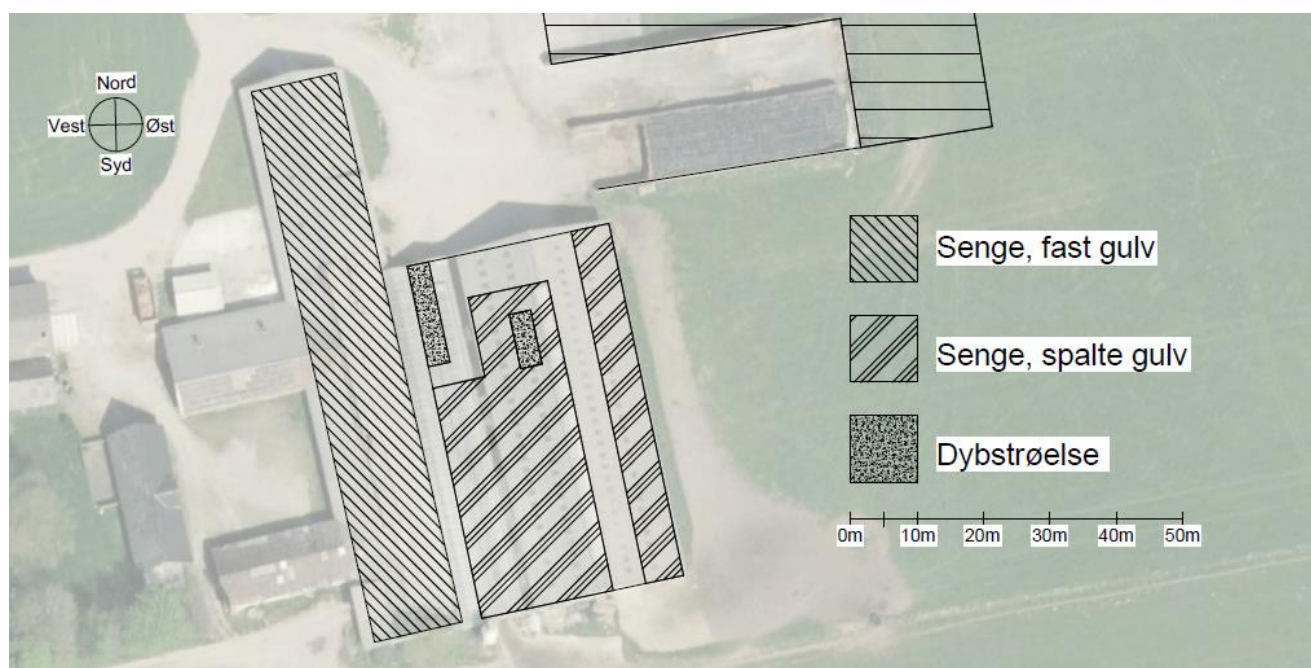 Nord
Vest Øst
Syd
Senge, fast gulv
Senge, spalte gulv
Dybstrøelse
0m 10m 20m 30m 40m 50m